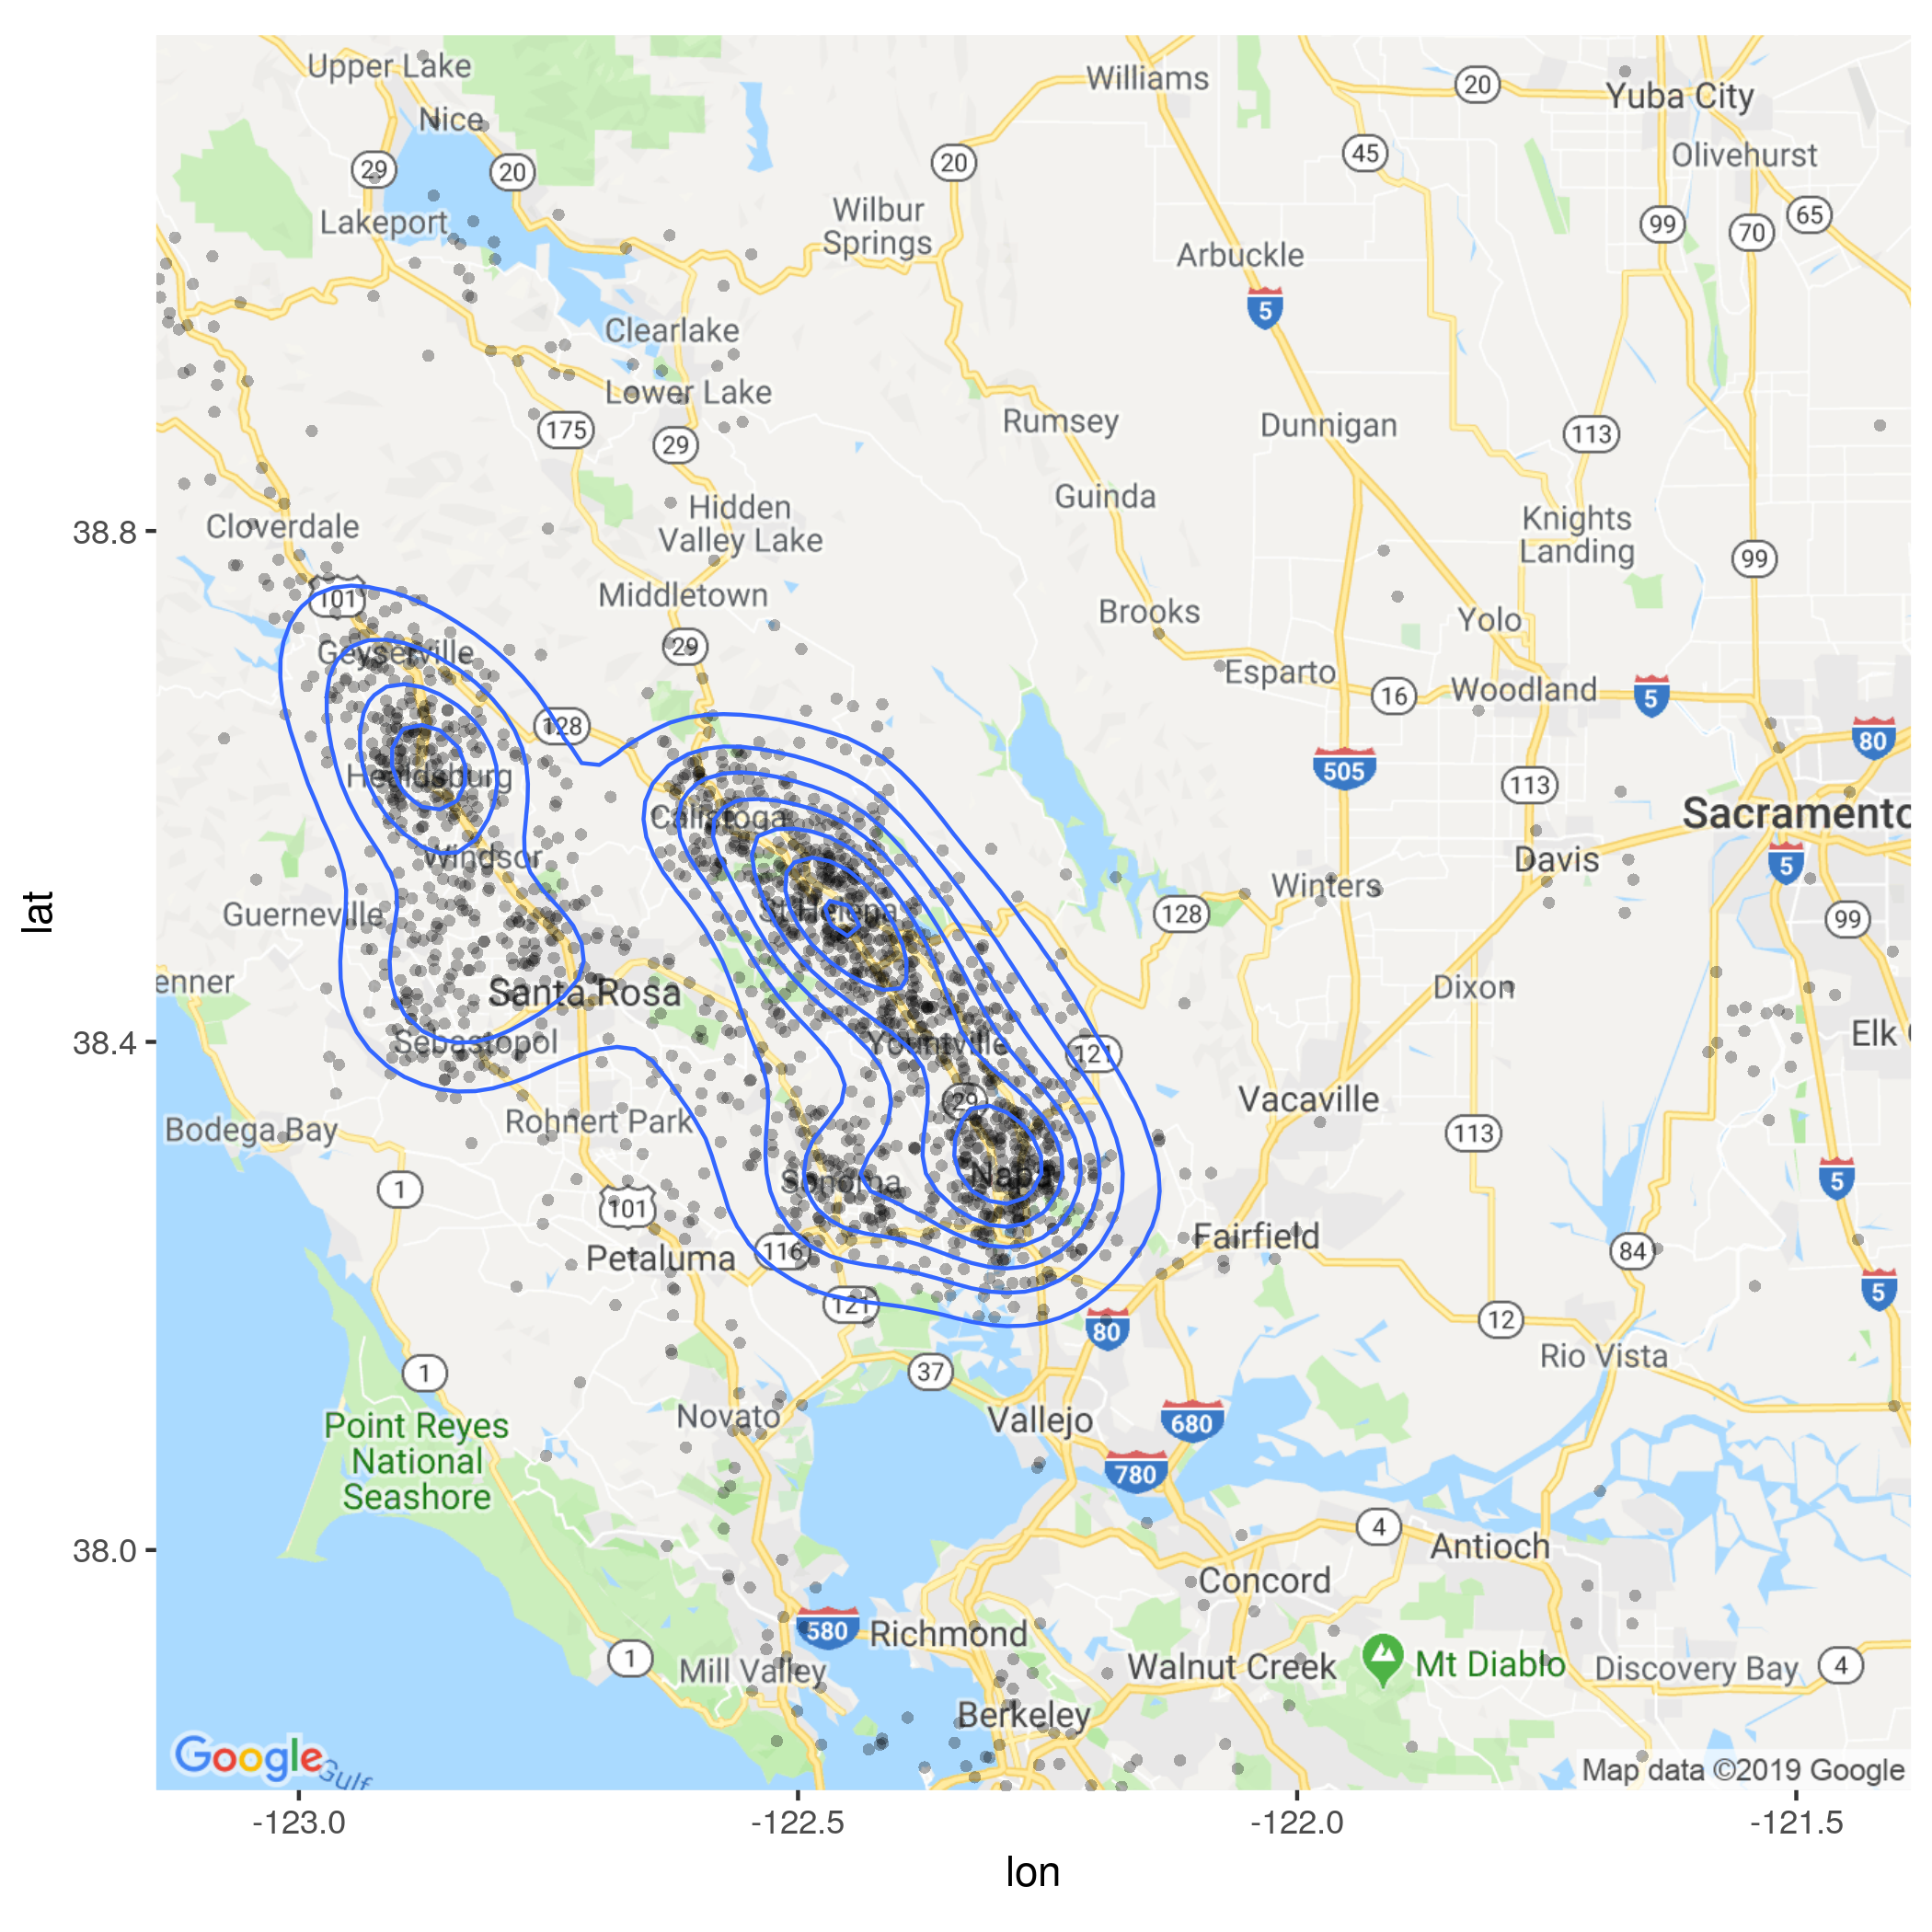 Upper Lake
Williams
20
Yuba City
Nice
45
Olivehurst
29
20
20
Lakeport
Wilbur
Springs
99
70
65
Arbuckle
5
Clearlake
Lower Lake
Rumsey
Dunnigan
175
29
113
Guinda
Hidden
Valley Lake
Knights
Landing
38.8
Cloverdale
99
101
Middletown
Brooks
Yolo
29
Geyserville
Esparto
16
Woodland
5
128
80
505
113
Healdsburg
Calistoga
Sacramento
Windsor
Davis
5
Winters
lat
Guerneville
St Helena
128
99
enner
Santa Rosa
Dixon
38.4
Sebastopol
Yountville
121
Elk
29
Vacaville
Bodega Bay
Rohnert Park
113
1
Sonoma
Napa
5
101
Petaluma
116
Fairfield
84
121
80
12
5
Rio Vista
1
37
Point Reyes
National
Seashore
Novato
Vallejo
680
780
38.0
4
Antioch
Concord
580
Richmond
1
Mill Valley
Walnut Creek
Mt Diablo
Discovery Bay
4
Berkeley
Google
Gulf
Map data ©2019 Google
-123.0
-122.5
-122.0
-121.5
lon